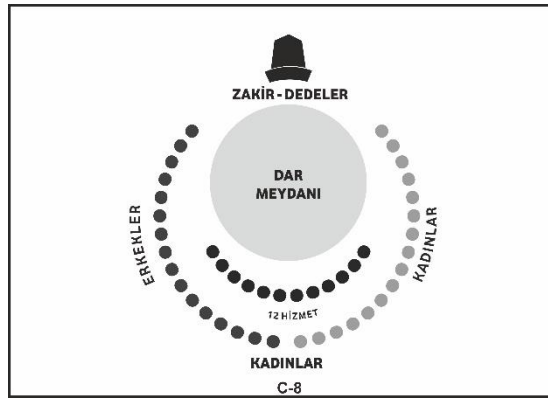 ZAKİR - DEDELER
DAR
MEYDANI
ERKEKLER
KADINLAR
12 HİZMET
KADINLAR
C-8